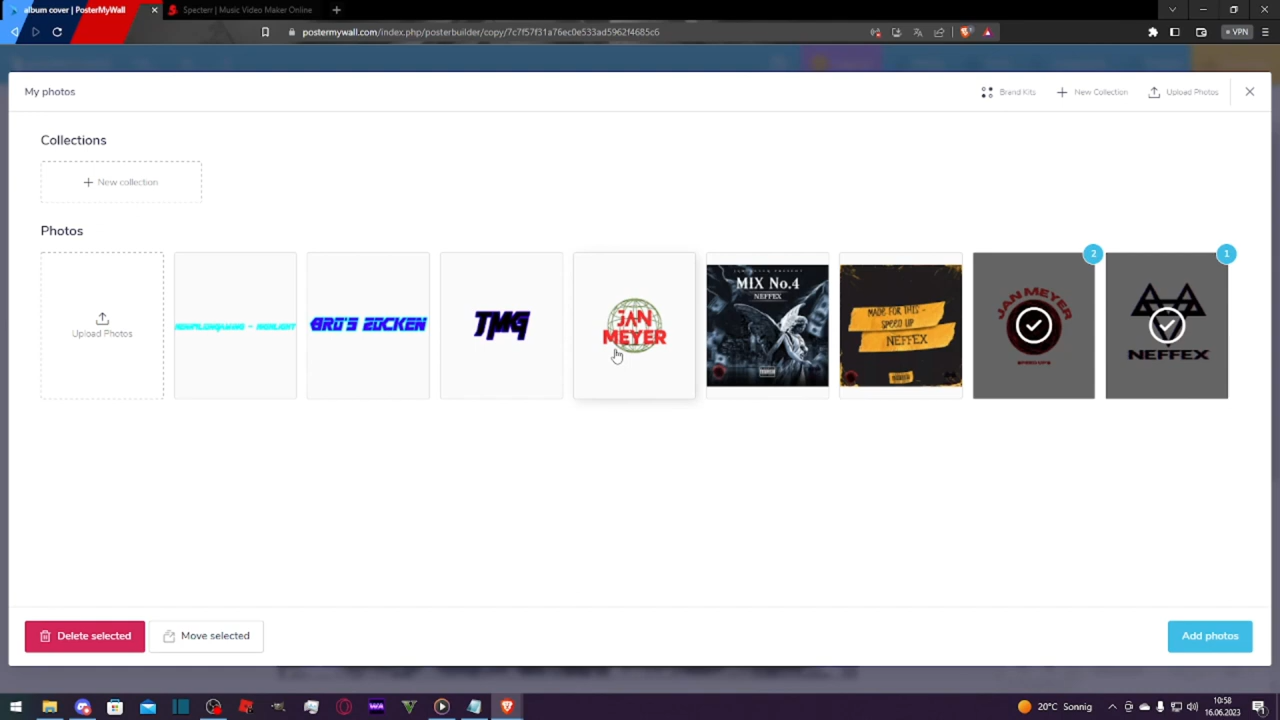 album cover | PosterMyWall
Specterr | Music Video Maker Online
postermywall.com/index.php/posterbuilder/copy/7c7f57f31a76ec0e533ad5962f4685c6
VPN
My photos
Brand Kits
New Collection
Upload Photos
Collections
New collection
Photos
2
1
Upload Photos
BRO'S ZOCKEN
TMG
JAN
MEYER
MIX No.4
NEFFEX
MADE FOR THIS -
SPEED UP
NEFFEX
JAN MEYER
SPEED UPS
NEFFEX
Delete selected
Move selected
Add photos
20°C Sonnig
10:58
16.06.2023